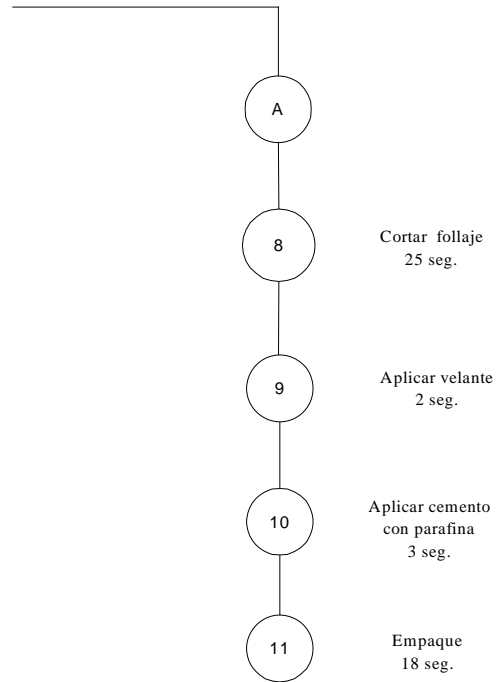 A
8
Cortar follaje
25 seg.
9
Aplicar velante
2 seg.
10
Aplicar cemento
con parafina
3 seg.
11
Empaque
18 seg.